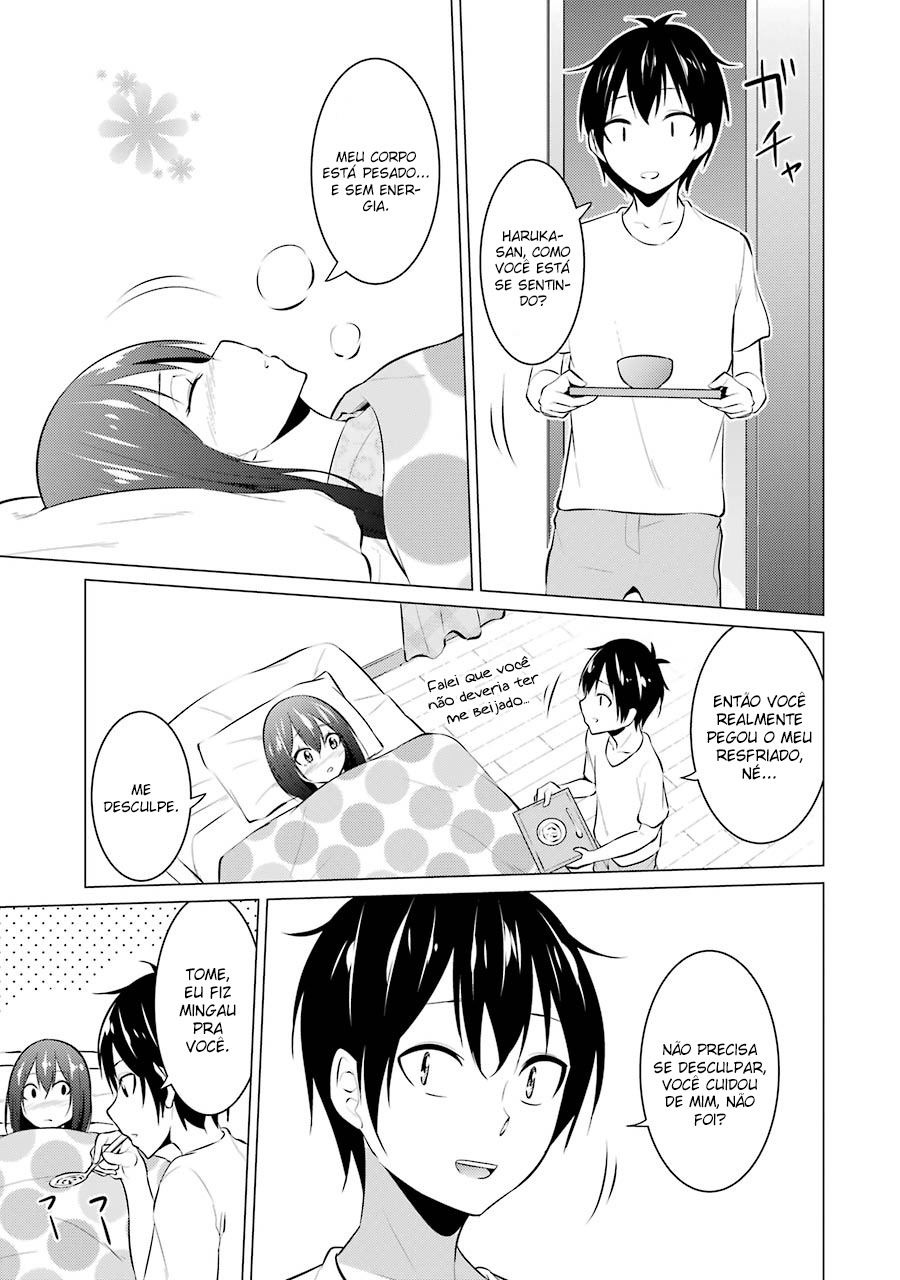 ガチャ
HARUKA-
SAN, COMO
VOCÊ ESTÁ
SE SENTIN-
DO?
MEU CORPO
ESTÁ PESADO...
E SEM ENER-
GIA.
ENTÃO VOCÊ
REALMENTE
PEGOU O MEU
RESFRIADO,
NÉ...
Falei que você
não deveria ter
me beijado...
ME
DESCULPE.
NÃO PRECISA
SE DESCULPAR,
VOCÊ CUIDOU
DE MIM, NÃO
FOI?
TOME,
EU FIZ
MINGAU
PRA
VOCÊ.
フーフー